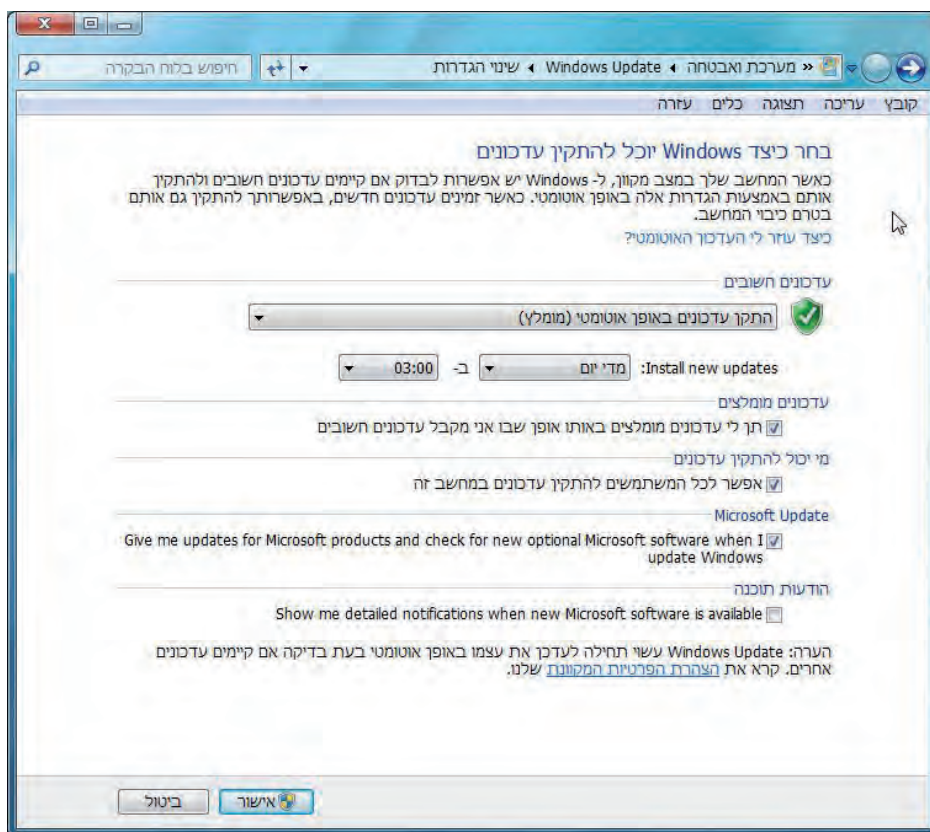 « מערכת ואבטחה ◂ Windows Update ◂ שינוי הגדרות
חיפוש בלוח הבקרה
קובץ עריכה תצוגה כלים עזרה
בחר כיצד Windows יוכל להתקין עדכונים
כאשר המחשב שלך במצב מקוון, ל- Windows יש אפשרות לבדוק אם קיימים עדכונים חשובים ולהתקין
אותם באמצעות הגדרות אלה באופן אוטומטי. כאשר זמינים עדכונים חדשים, באפשרותך להתקין גם אותם
בטרם כיבוי המחשב.
כיצד עוזר לי העדכון האוטומטי?
עדכונים חשובים
התקן עדכונים באופן אוטומטי (מומלץ)
Install new updates: מדי יום ב- 03:00
עדכונים מומלצים
תן לי עדכונים מומלצים באותו אופן שבו אני מקבל עדכונים חשובים
מי יכול להתקין עדכונים
אפשר לכל המשתמשים להתקין עדכונים במחשב זה
Microsoft Update
Give me updates for Microsoft products and check for new optional Microsoft software when I
update Windows
הודעות תוכנה
Show me detailed notifications when new Microsoft software is available
הערה: Windows Update עשוי תחילה לעדכן את עצמו באופן אוטומטי בעת בדיקה אם קיימים עדכונים
אחרים. קרא את הצהרת הפרטיות המקוונת שלנו.
אישור ביטול